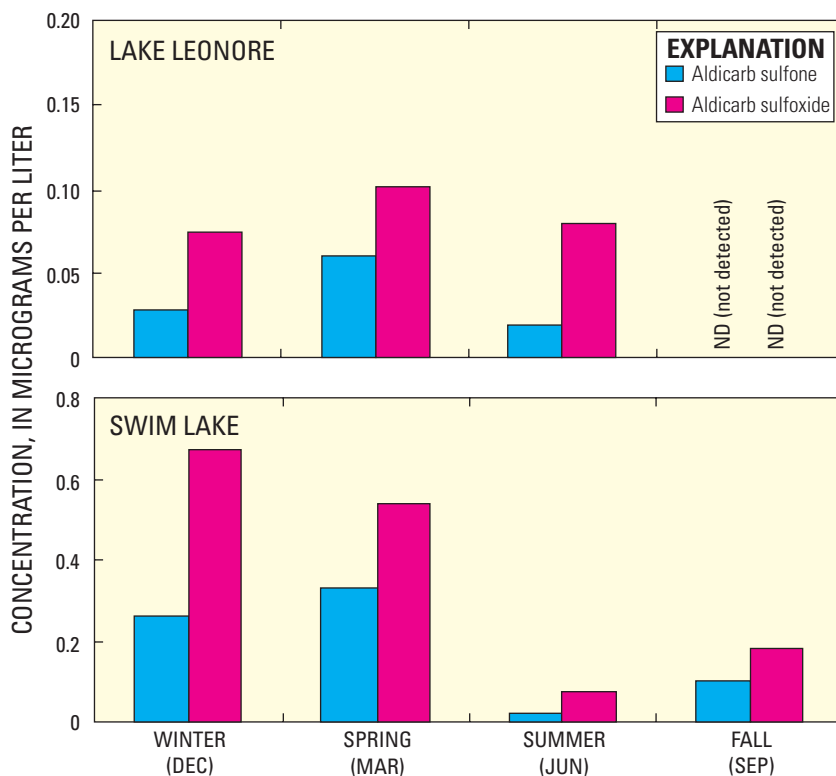 CONCENTRATION, IN MICROGRAMS PER LITER
LAKE LEONORE
EXPLANATION
Aldicarb sulfone
Aldicarb sulfoxide
0.20
0.15
0.10
0.05
0
ND (not detected)
ND (not detected)
SWIM LAKE
0.8
0.6
0.4
0.2
0
WINTER
(DEC)
SPRING
(MAR)
SUMMER
(JUN)
FALL
(SEP)